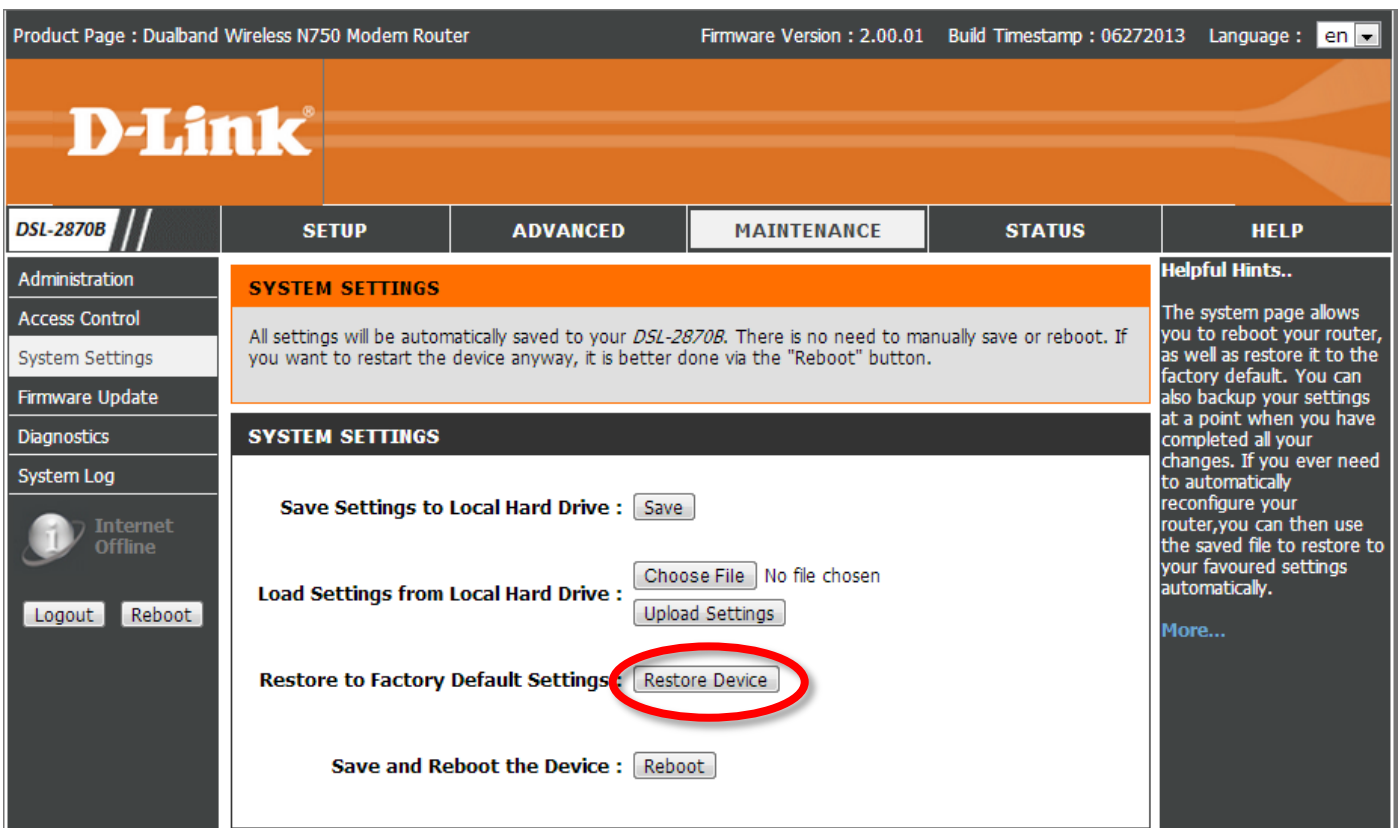 Product Page : Dualband Wireless N750 Modem Router Firmware Version : 2.00.01 Build Timestamp : 06272013 Language : en
D-Link®
DSL-2870B SETUP ADVANCED MAINTENANCE STATUS HELP
Administration
Access Control
System Settings
Firmware Update
Diagnostics
System Log
Internet
Offline
Logout Reboot
SYSTEM SETTINGS
All settings will be automatically saved to your DSL-2870B. There is no need to manually save or reboot. If
you want to restart the device anyway, it is better done via the "Reboot" button.
SYSTEM SETTINGS
Save Settings to Local Hard Drive : Save
Load Settings from Local Hard Drive : Choose File No file chosen
Upload Settings
Restore to Factory Default Settings : Restore Device
Save and Reboot the Device : Reboot
Helpful Hints..
The system page allows
you to reboot your router,
as well as restore it to the
factory default. You can
also backup your settings
at a point when you have
completed all your
changes. If you ever need
to automatically
reconfigure your
router,you can then use
the saved file to restore to
your favoured settings
automatically.
More...